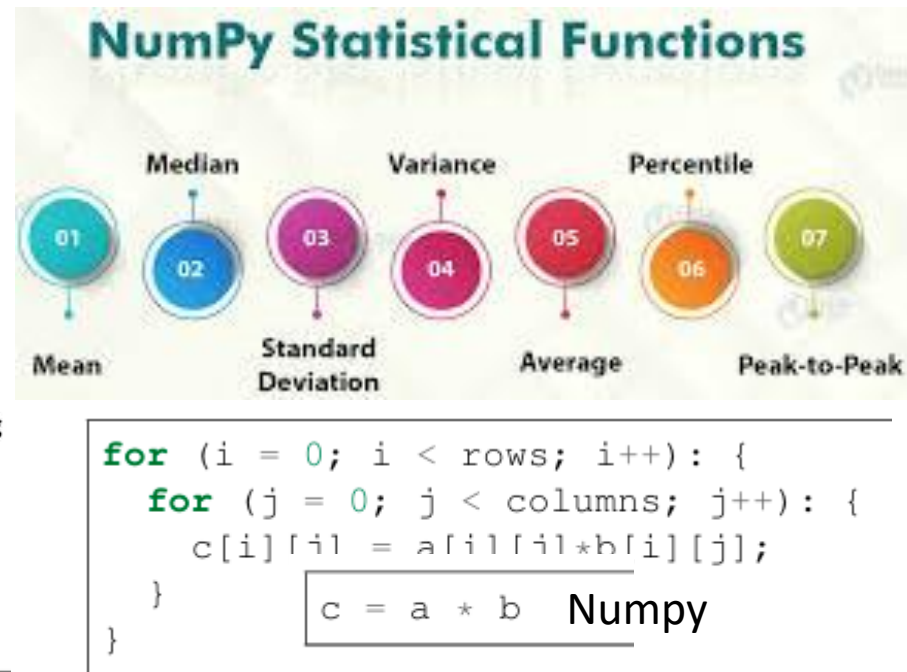 NumPy Statistical Functions
Median Variance Percentile
01 02 03 04 05 06 07
Mean Standard Deviation Average Peak-to-Peak
for (i = 0; i < rows; i++): {
for (j = 0; j < columns; j++): {
c[i][j] = a[i][j]*b[i][j];
}
c = a * b Numpy
}